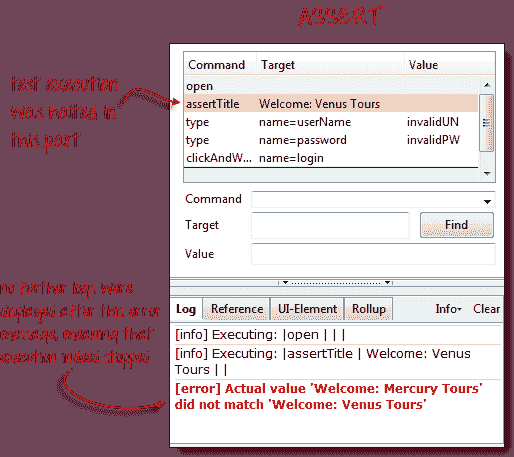 ASSERT
Command Target Value
open
assertTitle Welcome: Venus Tours
type name=userName invalidUN
type name=password invalidPW
clickAndW... name=login
test execution
was halted in
this part
Command
Target Find
Value
no further logs were
displayed after this error
message, meaning that
execution indeed stopped
Log Reference UI-Element Rollup Info Clear
[info] Executing: |open | | |
[info] Executing: |assertTitle | Welcome: Venus
Tours | |
[error] Actual value 'Welcome: Mercury Tours'
did not match 'Welcome: Venus Tours'